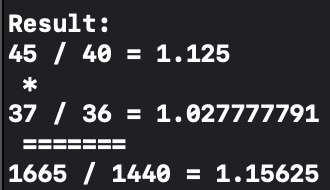 Result:
45 / 40 = 1.125
*
37 / 36 = 1.027777791
=======
1665 / 1440 = 1.15625